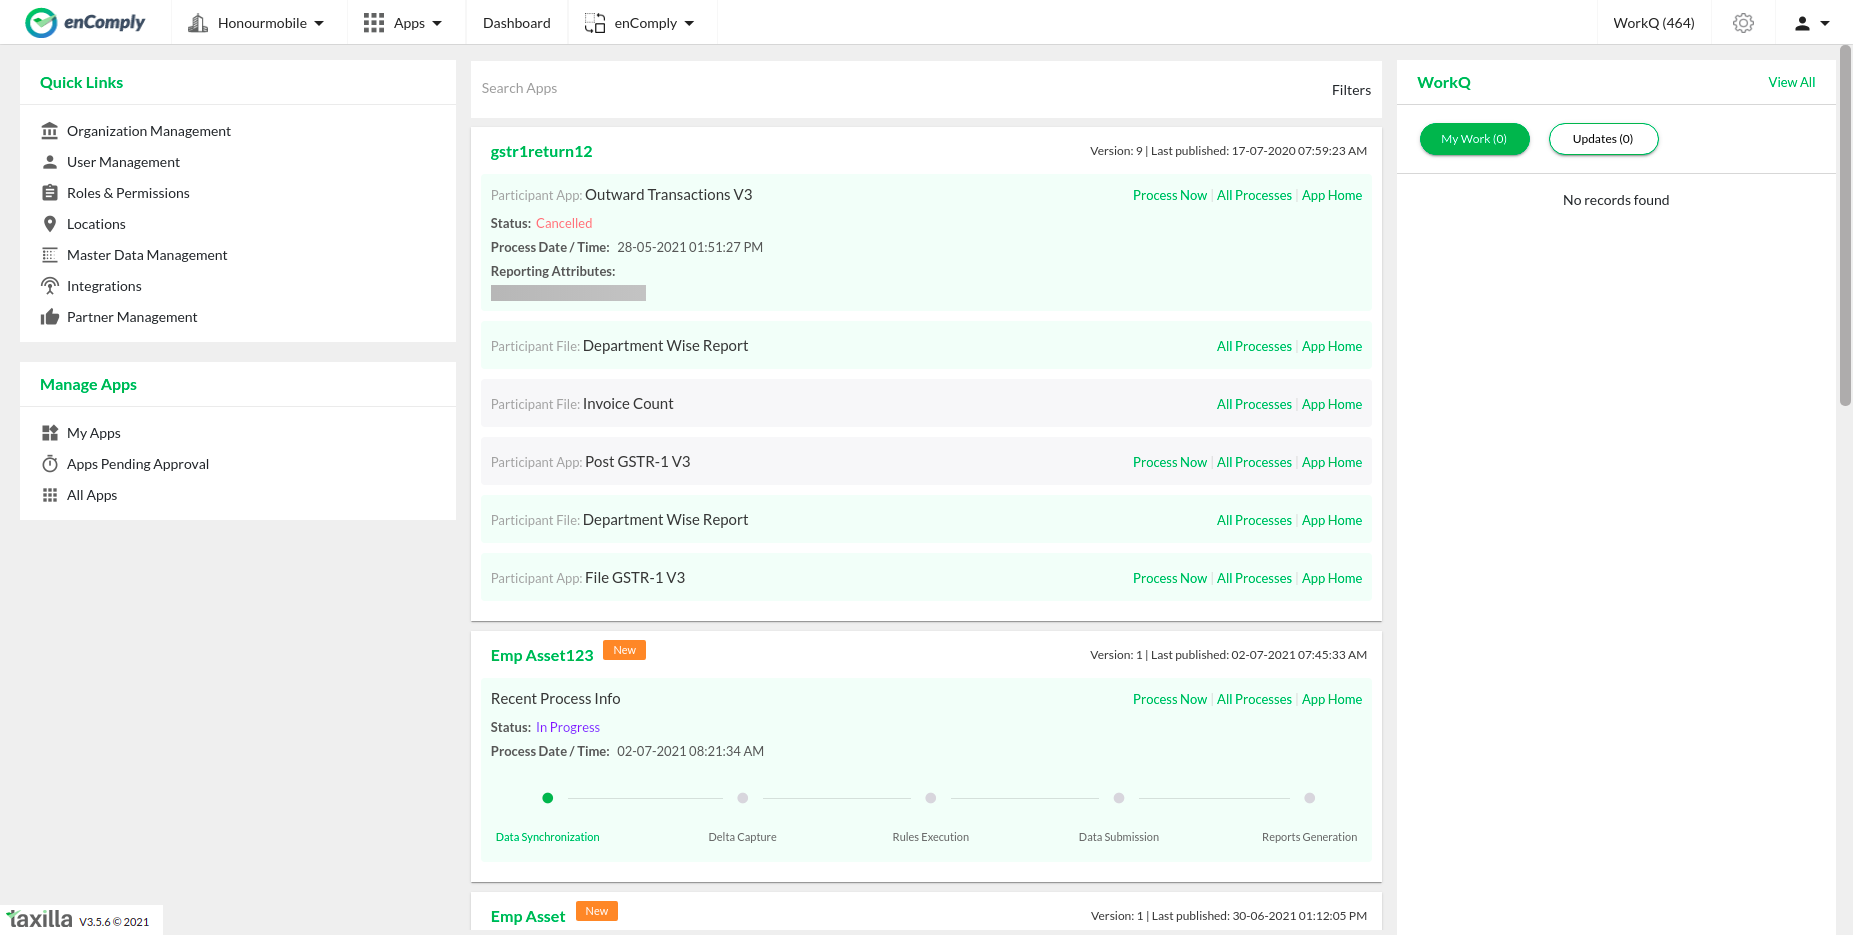 enComply Honourmobile Apps Dashboard enComply WorkQ (464)
Quick Links
Organization Management
User Management
Roles & Permissions
Locations
Master Data Management
Integrations
Partner Management
Manage Apps
My Apps
Apps Pending Approval
All Apps
Search Apps Filters
gstr1return12 Version: 9 | Last published: 17-07-2020 07:59:23 AM
Participant App: Outward Transactions V3 Process Now | All Processes | App Home
Status: Cancelled
Process Date / Time: 28-05-2021 01:51:27 PM
Reporting Attributes:
Participant File: Department Wise Report All Processes | App Home
Participant File: Invoice Count All Processes | App Home
Participant App: Post GSTR-1 V3 Process Now | All Processes | App Home
Participant File: Department Wise Report All Processes | App Home
Participant App: File GSTR-1 V3 Process Now | All Processes | App Home
Emp Asset123 New Version: 1 | Last published: 02-07-2021 07:45:33 AM
Recent Process Info Process Now | All Processes | App Home
Status: In Progress
Process Date / Time: 02-07-2021 08:21:34 AM
Data Synchronization Delta Capture Rules Execution Data Submission Reports Generation
Emp Asset New Version: 1 | Last published: 30-06-2021 01:12:05 PM
WorkQ View All
My Work (0) Updates (0)
No records found
taxilla V3.5.6 © 2021